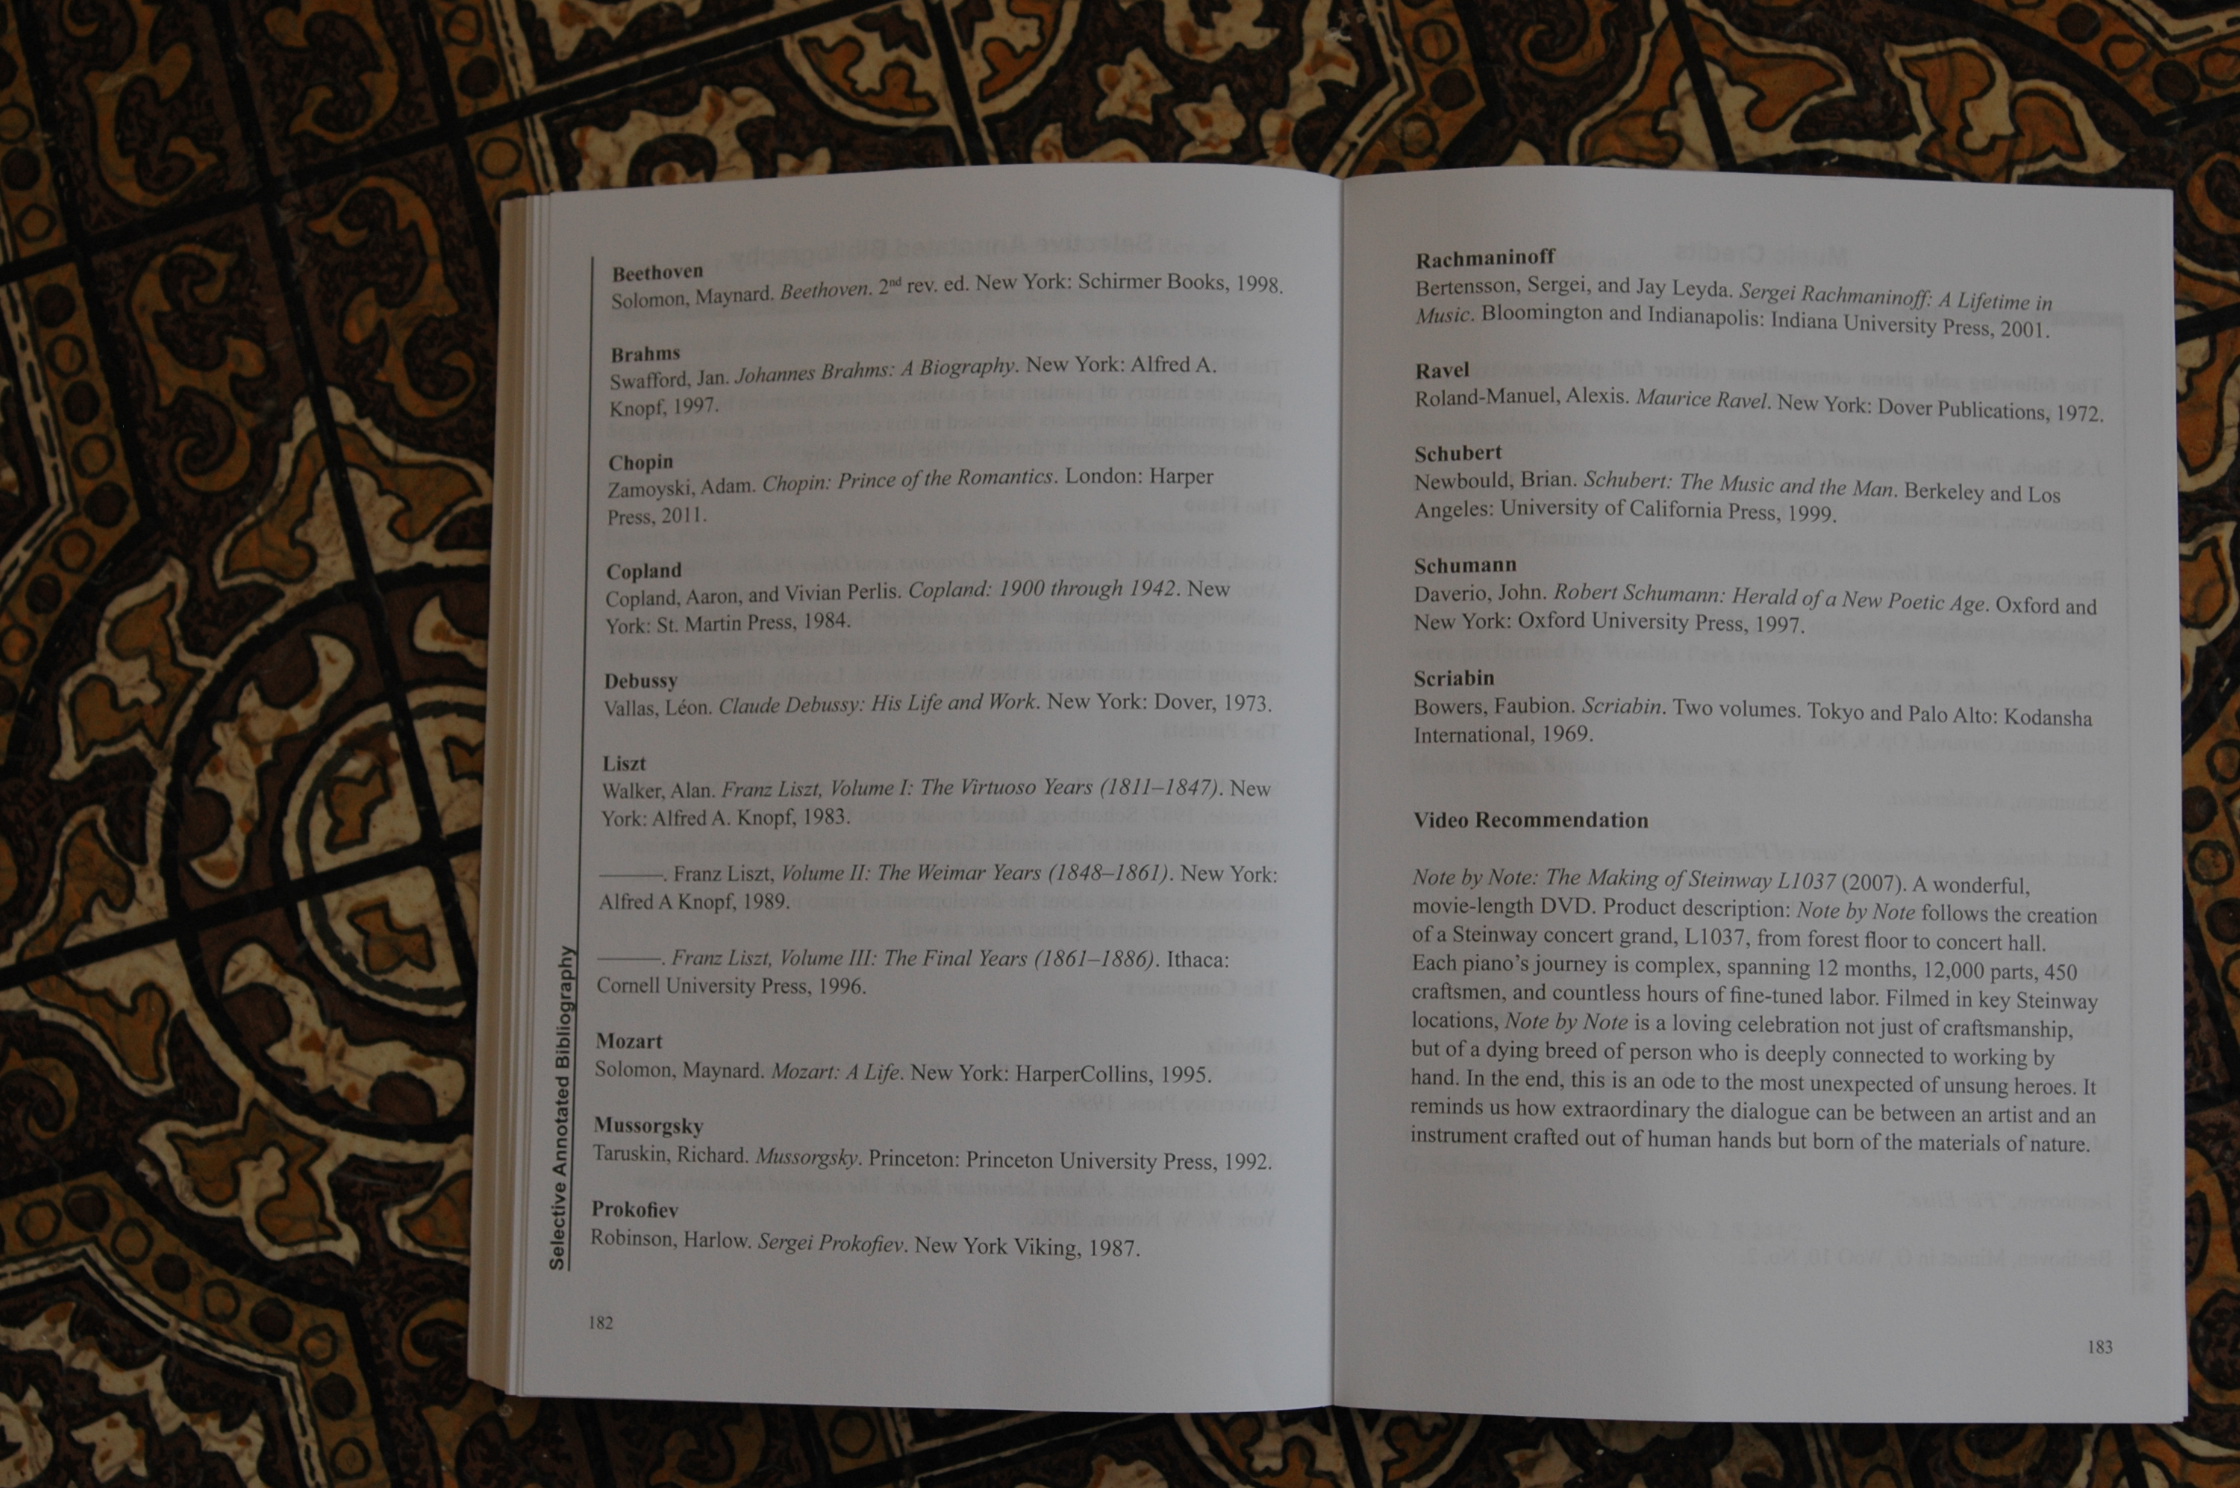 Selective Annotated Bibliography
Beethoven
Solomon, Maynard. Beethoven. 2nd rev. ed. New York: Schirmer Books, 1998.
Brahms
Swafford, Jan. Johannes Brahms: A Biography. New York: Alfred A.
Knopf, 1997.
Chopin
Zamoyski, Adam. Chopin: Prince of the Romantics. London: Harper
Press, 2011.
Copland
Copland, Aaron, and Vivian Perlis. Copland: 1900 through 1942. New
York: St. Martin Press, 1984.
Debussy
Vallas, Léon. Claude Debussy: His Life and Work. New York: Dover, 1973.
Liszt
Walker, Alan. Franz Liszt, Volume I: The Virtuoso Years (1811–1847). New
York: Alfred A. Knopf, 1983.
———. Franz Liszt, Volume II: The Weimar Years (1848–1861). New York:
Alfred A Knopf, 1989.
———. Franz Liszt, Volume III: The Final Years (1861–1886). Ithaca:
Cornell University Press, 1996.
Mozart
Solomon, Maynard. Mozart: A Life. New York: HarperCollins, 1995.
Mussorgsky
Taruskin, Richard. Mussorgsky. Princeton: Princeton University Press, 1992.
Prokofiev
Robinson, Harlow. Sergei Prokofiev. New York Viking, 1987.
182
Rachmaninoff
Bertensson, Sergei, and Jay Leyda. Sergei Rachmaninoff: A Lifetime in
Music. Bloomington and Indianapolis: Indiana University Press, 2001.
Ravel
Roland-Manuel, Alexis. Maurice Ravel. New York: Dover Publications, 1972.
Schubert
Newbould, Brian. Schubert: The Music and the Man. Berkeley and Los
Angeles: University of California Press, 1999.
Schumann
Daverio, John. Robert Schumann: Herald of a New Poetic Age. Oxford and
New York: Oxford University Press, 1997.
Scriabin
Bowers, Faubion. Scriabin. Two volumes. Tokyo and Palo Alto: Kodansha
International, 1969.
Video Recommendation
Note by Note: The Making of Steinway L1037 (2007). A wonderful,
movie-length DVD. Product description: Note by Note follows the creation
of a Steinway concert grand, L1037, from forest floor to concert hall.
Each piano's journey is complex, spanning 12 months, 12,000 parts, 450
craftsmen, and countless hours of fine-tuned labor. Filmed in key Steinway
locations, Note by Note is a loving celebration not just of craftsmanship,
but of a dying breed of person who is deeply connected to working by
hand. In the end, this is an ode to the most unexpected of unsung heroes. It
reminds us how extraordinary the dialogue can be between an artist and an
instrument crafted out of human hands but born of the materials of nature.
183